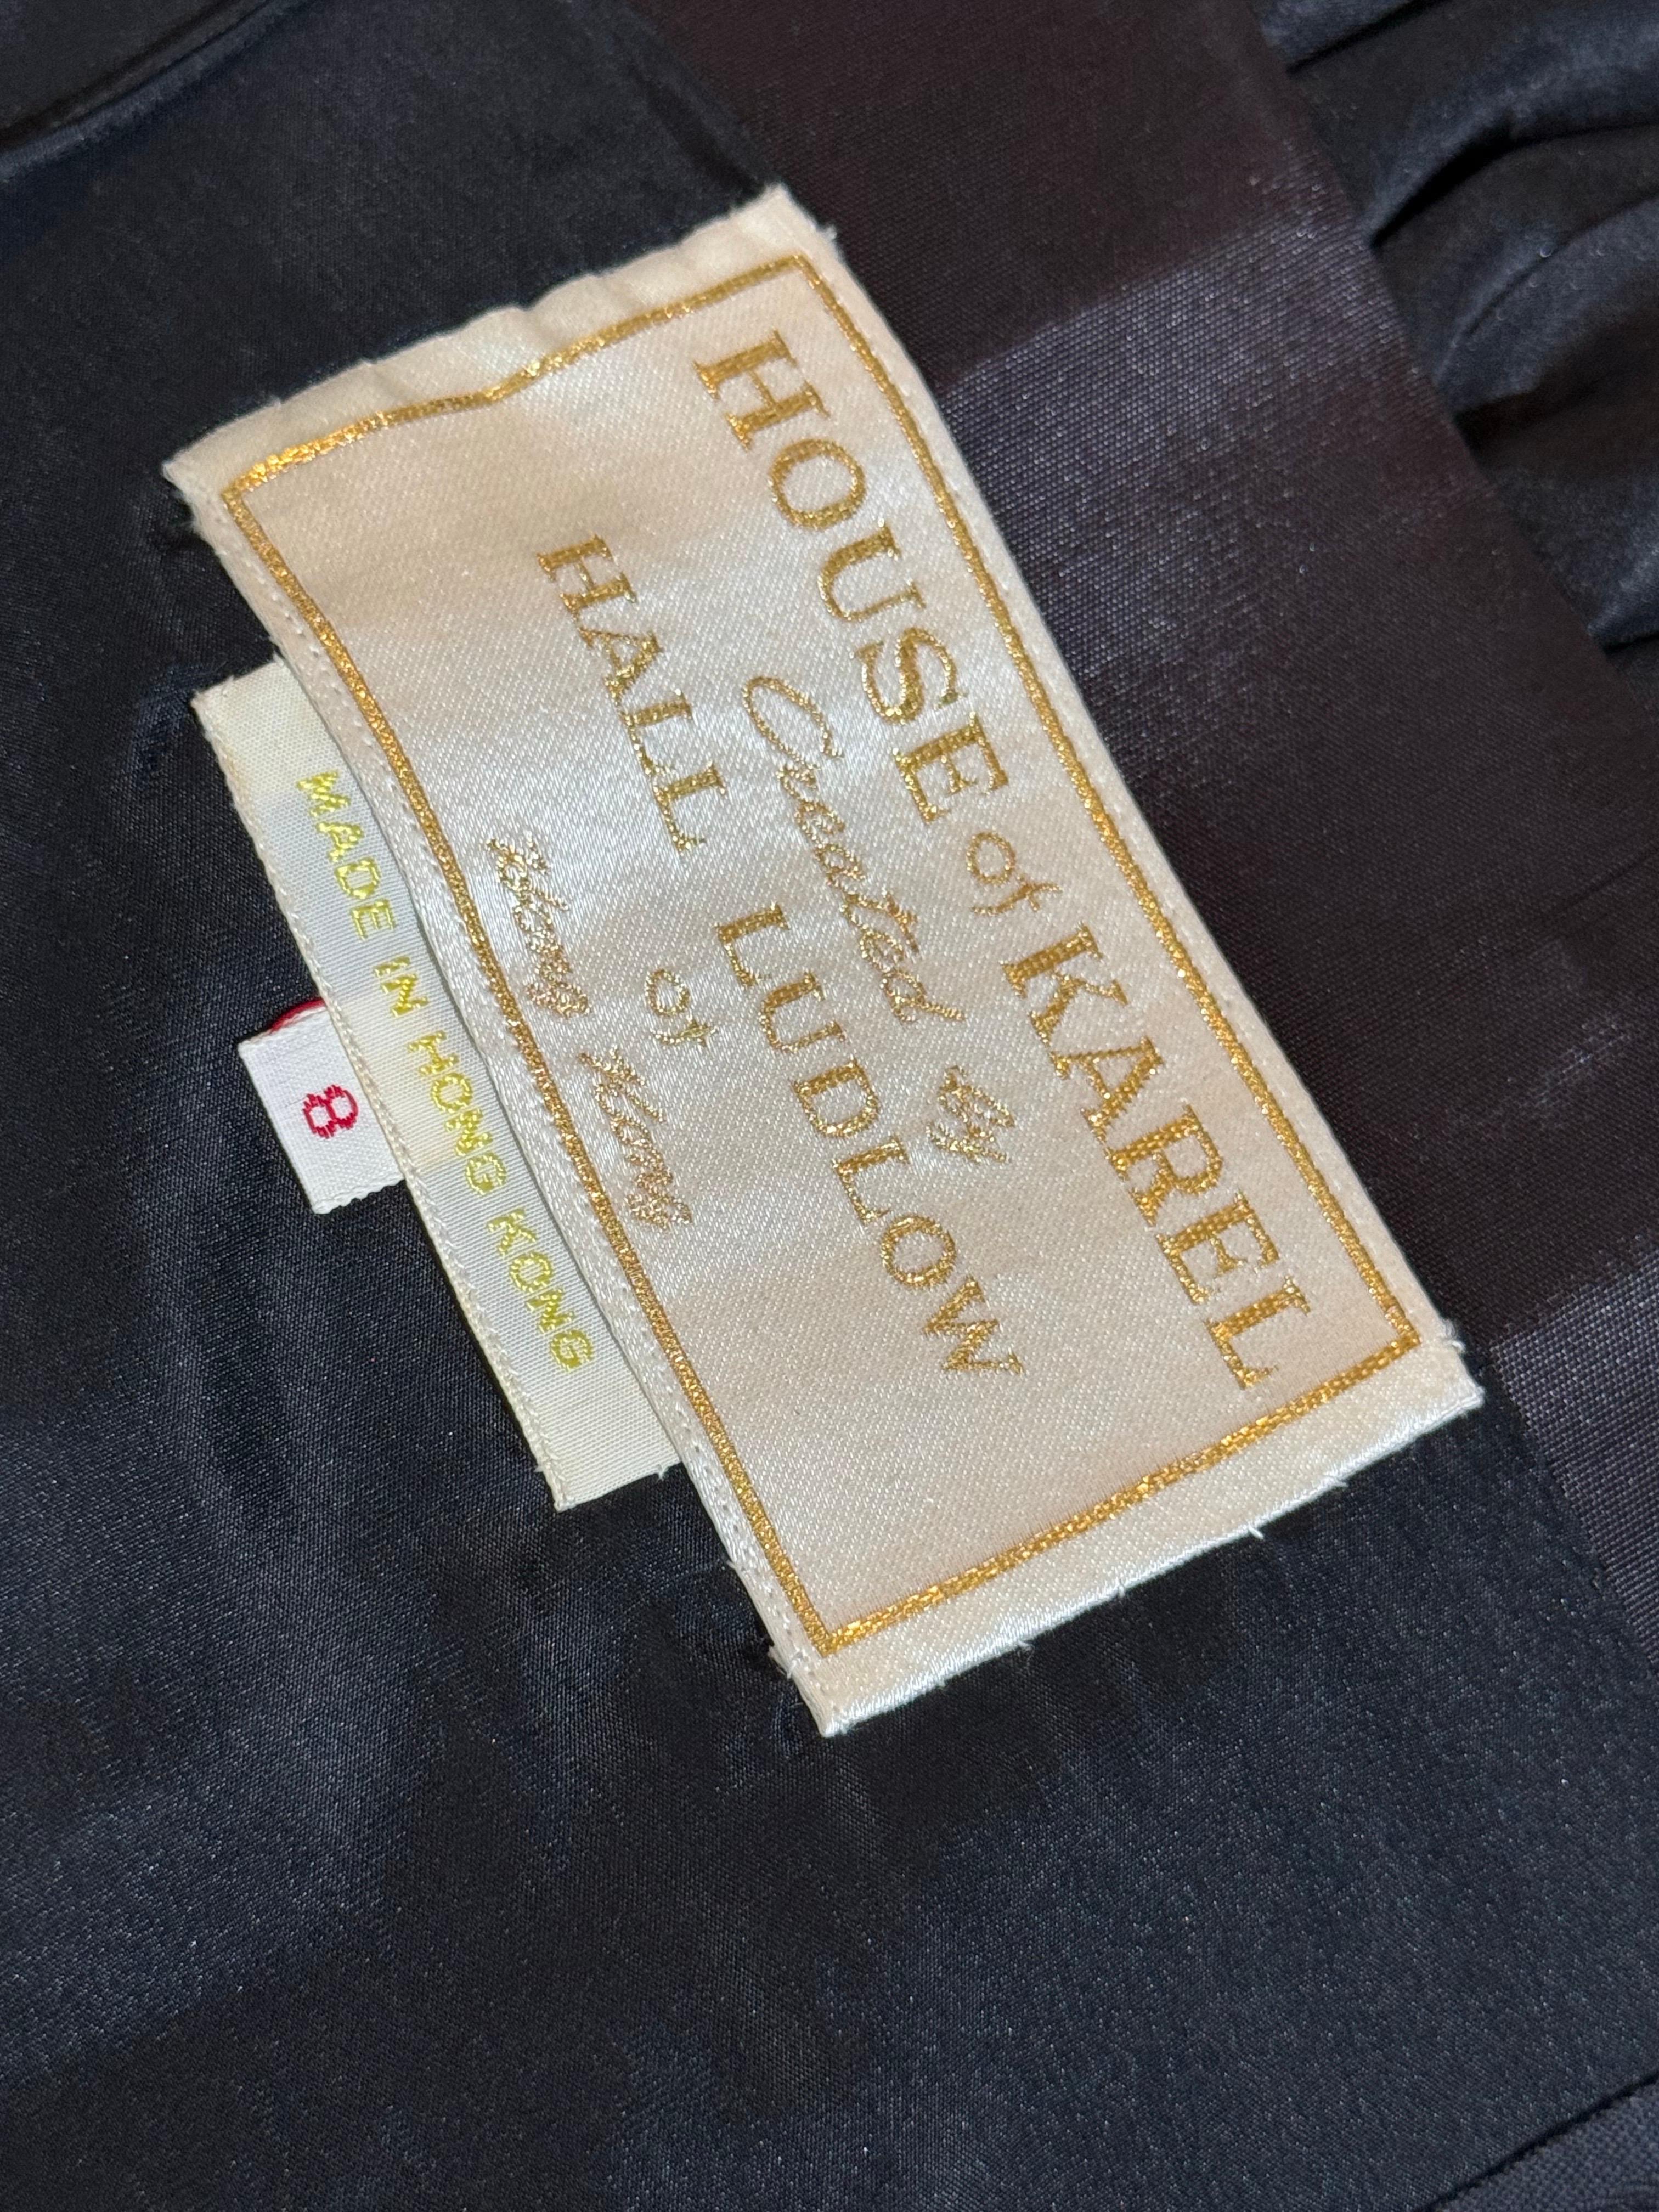 HOUSE of KAREL
Created by
HALL LUDLOW
of
Hong Kong
MADE IN HONG KONG
8